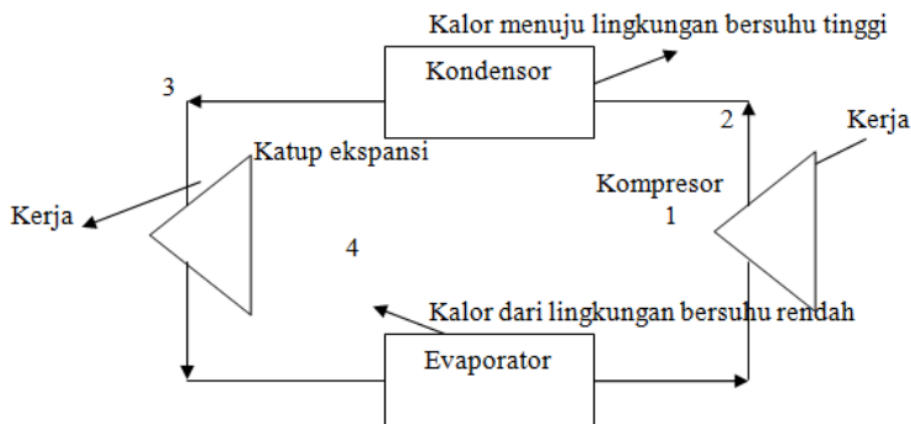 Kalor menuju lingkungan bersuhu tinggi
Kondensor
3
2
Kerja
Katup ekspansi
Kompresor
1
Kerja
4
Kalor dari lingkungan bersuhu rendah
Evaporator